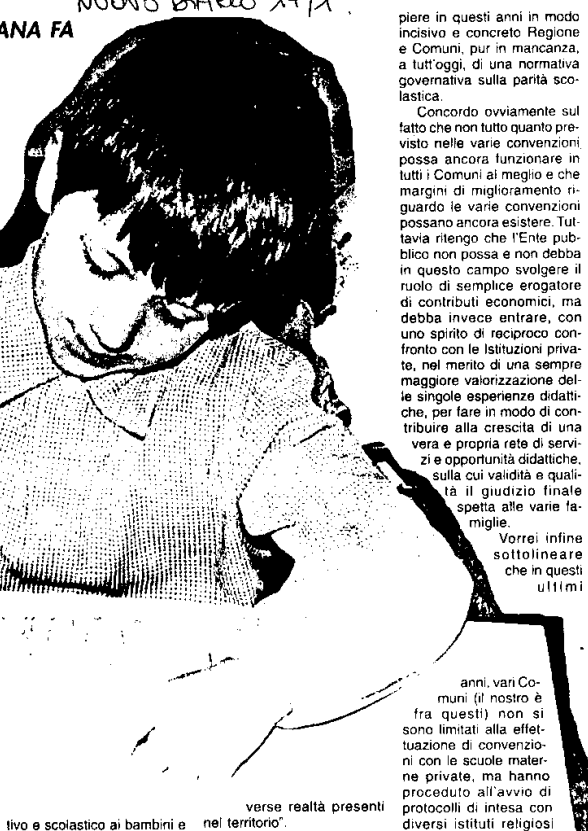 NUOVO DIARIO 17/1.
ANA FA
tivo e scolastico ai bambini e
verse realtà presenti
nel territorio”.
piere in questi anni in modo
incisivo e concreto Regione
e Comuni, pur in mancanza,
a tutt'oggi, di una normativa
governativa sulla parità sco-
lastica.
Concordo ovviamente sul
fatto che non tutto quanto pre-
visto nelle varie convenzioni
possa ancora funzionare in
tutti i Comuni al meglio e che
margini di miglioramento ri-
guardo le varie convenzioni
possano ancora esistere. Tut-
tavia ritengo che l'Ente pub-
blico non possa e non debba
in questo campo svolgere il
ruolo di semplice erogatore
di contributi economici, ma
debba invece entrare, con
uno spirito di reciproco con-
fronto con le Istituzioni priva-
te, nel merito di una sempre
maggiore valorizzazione del-
le singole esperienze didatti-
che, per fare in modo di con-
tribuire alla crescita di una
vera e propria rete di servi-
zi e opportunità didattiche,
sulla cui validità e quali-
tà il giudizio finale
spetta alle varie fa-
miglie.
Vorrei infine
sottolineare
che in questi
ultimi
anni, vari Co-
muni (il nostro è
fra questi) non si
sono limitati alla effet-
tuazione di convenzio-
ni con le scuole mater-
ne private, ma hanno
proceduto all'avvio di
protocolli di intesa con
diversi istituti religiosi